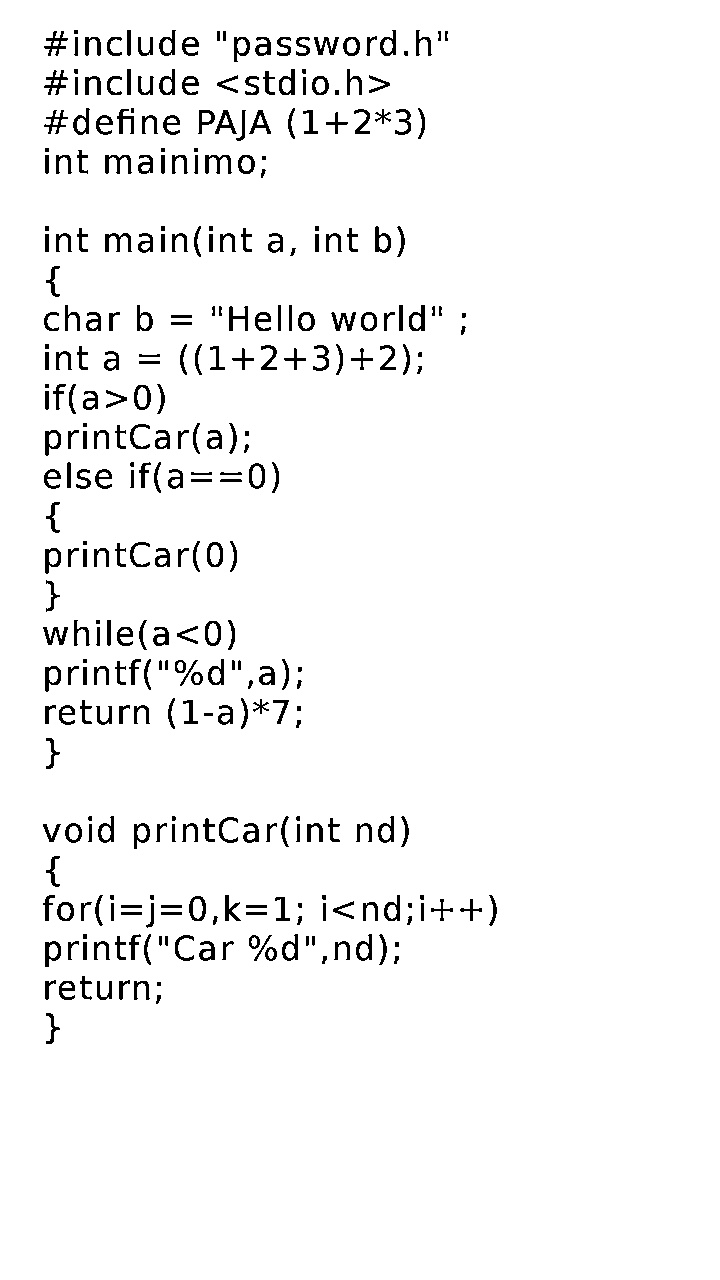 #include "password.h"
#include <stdio.h>
#define PAJA (1+2*3)
int mainimo;

int main(int a, int b)
{
char b = "Hello world" ;
int a = ((1+2+3)+2);
if(a>0)
printCar(a);
else if(a==0)
{
printCar(0)
}
while(a<0)
printf("%d",a);
return (1-a)*7;
}

void printCar(int nd)
{
for(i=j=0,k=1; i<nd;i++)
printf("Car %d",nd);
return;
}